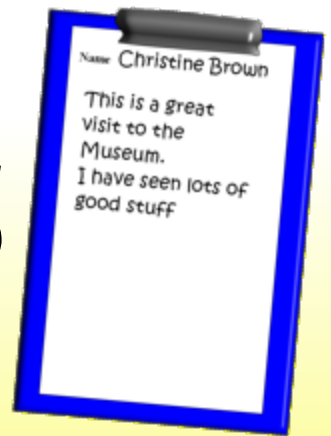 Name Christine Brown
This is a great
visit to the
Museum.
I have seen lots of
good stuff